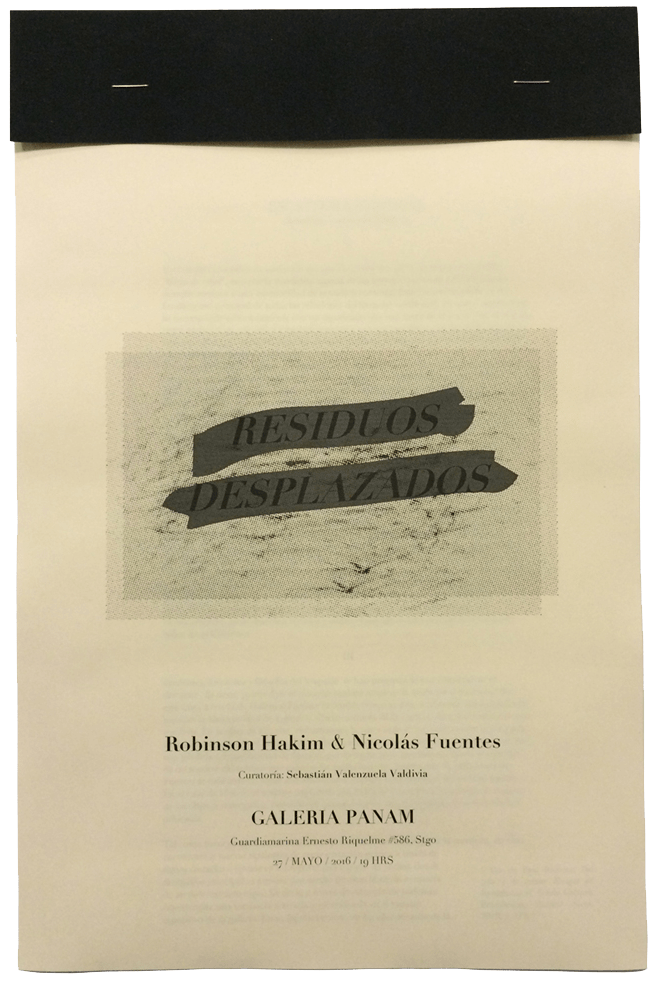 RESIDUOS
DESPLAZADOS
Robinson Hakim & Nicolás Fuentes
Curatoría: Sebastián Valenzuela Valdivia
GALERIA PANAM
Guardiamarina Ernesto Riquelme #586, Stgo
27 / MAYO / 2016 / 19 HRS